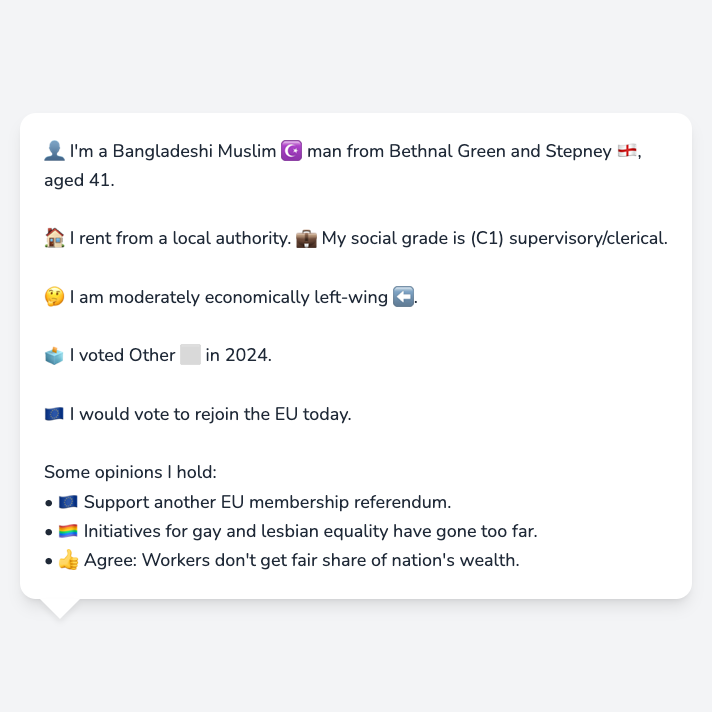 👤 I'm a Bangladeshi Muslim ☪️ man from Bethnal Green and Stepney 🏴󠁧󠁢󠁥󠁮󠁧󠁿,
aged 41.
🏠 I rent from a local authority. 💼 My social grade is (C1) supervisory/clerical.
🤔 I am moderately economically left-wing ⬅️.
🗳️ I voted Other ⬜ in 2024.
🇪🇺 I would vote to rejoin the EU today.
Some opinions I hold:
• 🇪🇺 Support another EU membership referendum.
• 🏳️‍🌈 Initiatives for gay and lesbian equality have gone too far.
• 👍 Agree: Workers don't get fair share of nation's wealth.